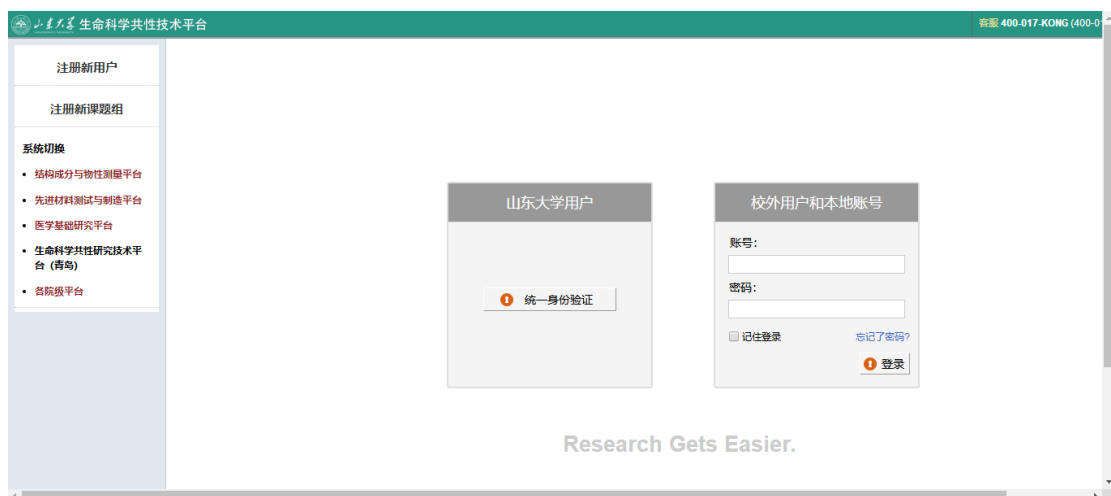 山东大学 生命科学共性技术平台
客服 400-017-KONG (400-0
注册新用户
注册新课题组
系统切换
• 结构成分与物性测量平台
• 先进材料测试与制造平台
• 医学基础研究平台
• 生命科学共性研究技术平
台 (青岛)
• 各院级平台
山东大学用户
统一身份验证
校外用户和本地账号
账号:
密码:
记住登录
忘记了密码?
登录
Research Gets Easier.